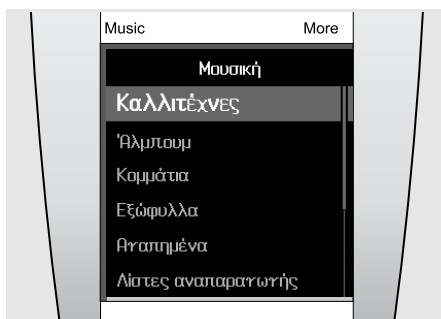 Music More
Μουσική
Καλλιτέχνες
Άλμπουμ
Κομμάτια
Εξώφυλλα
Αγαπημένα
Λίστες αναπαραγωγής